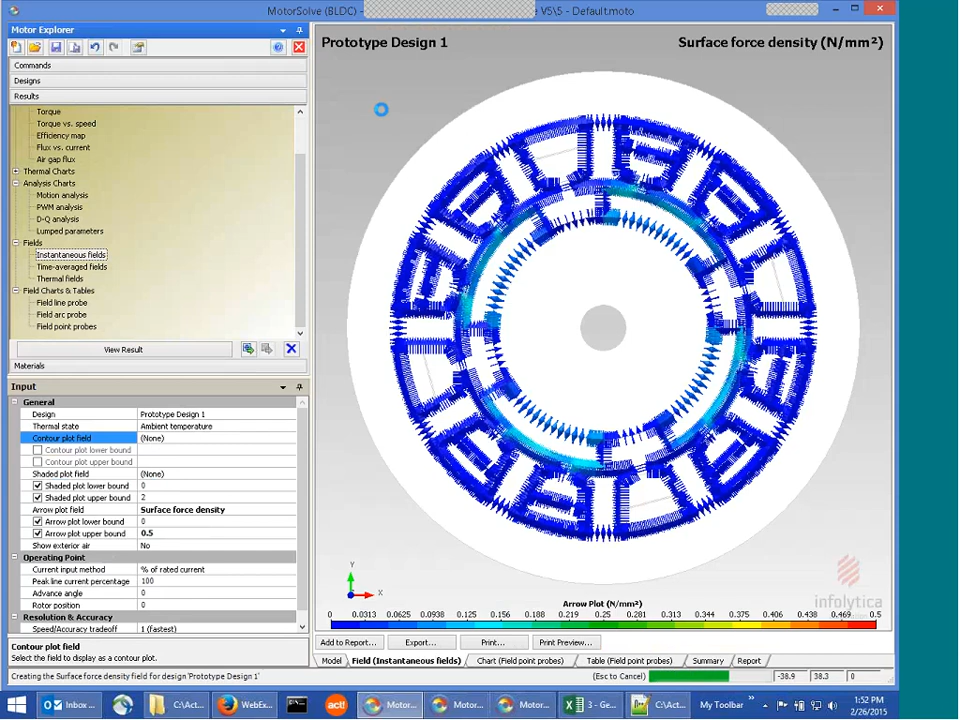 MotorSolve (BLDC)
V5\5 - Default.moto
Motor Explorer
Commands
Designs
Results
Torque
Torque vs. speed
Efficiency map
Flux vs. current
Air gap flux
Thermal Charts
Analysis Charts
Motion analysis
PWM analysis
D-Q analysis
Lumped parameters
Fields
Instantaneous fields
Time-averaged fields
Thermal fields
Field Charts & Tables
Field line probe
Field arc probe
Field point probes
View Result
Materials
Input
General
Design Prototype Design 1
Thermal state Ambient temperature
Contour plot field (None)
Contour plot lower bound
Contour plot upper bound
Shaded plot field (None)
Shaded plot lower bound 0
Shaded plot upper bound 2
Arrow plot field Surface force density
Arrow plot lower bound 0
Arrow plot upper bound 0.5
Show exterior air No
Operating Point
Current input method % of rated current
Peak line current percentage 100
Advance angle 0
Rotor position 0
Resolution & Accuracy
Speed/Accuracy tradeoff 1 (fastest)
Contour plot field
Select the field to display as a contour plot.
Prototype Design 1 Surface force density (N/mm²)
Y
X
infolytica
Arrow Plot (N/mm²)
0 0.0313 0.0625 0.0938 0.125 0.156 0.188 0.219 0.25 0.281 0.313 0.344 0.375 0.406 0.438 0.469 0.5
Add to Report... Export... Print... Print Preview...
Model Field (Instantaneous fields) Chart (Field point probes) Table (Field point probes) Summary Report
Creating the Surface force density field for design 'Prototype Design 1' (Esc to Cancel) -38.9 38.3 0
Inbox ... WebEx... act! Motor... Motor... Motor... 3 - Ge... C:\Act... My Toolbar » 1:52 PM
C:\Act...
2/26/2015